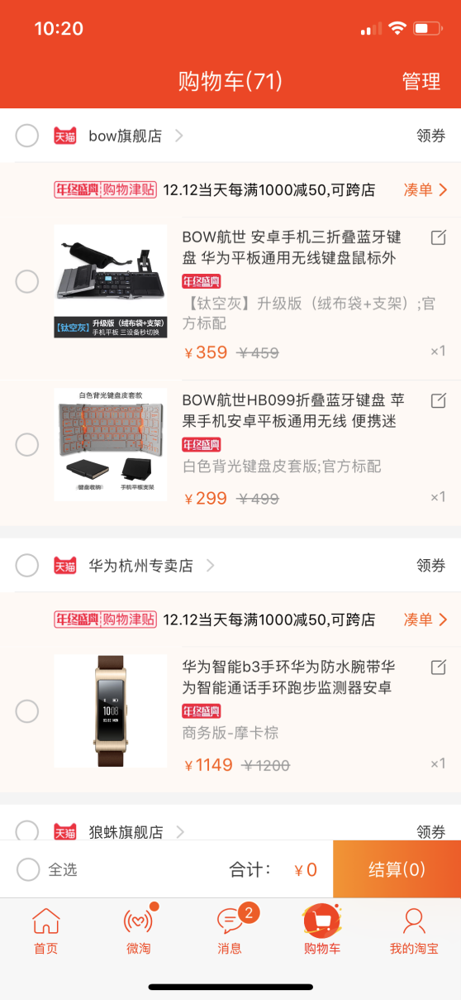 10:20
购物车(71)
管理
天猫 bow旗舰店
领券
年终盛典 购物津贴 12.12当天每满1000减50,可跨店 凑单
BOW航世 安卓手机三折叠蓝牙键
盘 华为平板通用无线键盘鼠标外
年终盛典
【钛空灰】升级版（绒布袋+支架）;官
方标配
¥359 ¥459 ×1
【钛空灰】 升级版（绒布袋+支架）
手机平板 三设备秒切换
白色背光键盘皮套款
键盘收纳 手机平板支架
BOW航世HB099折叠蓝牙键盘 苹
果手机安卓平板通用无线 便携迷
年终盛典
白色背光键盘皮套版;官方标配
¥299 ¥499 ×1
天猫 华为杭州专卖店
领券
年终盛典 购物津贴 12.12当天每满1000减50,可跨店 凑单
华为智能b3手环华为防水腕带华
为智能通话手环跑步监测器安卓
年终盛典
商务版-摩卡棕
¥1149 ¥1200 ×1
1008
天猫 狼蛛旗舰店
领券
全选 合计： ¥0 结算(0)
2
首页 微淘 消息 购物车 我的淘宝